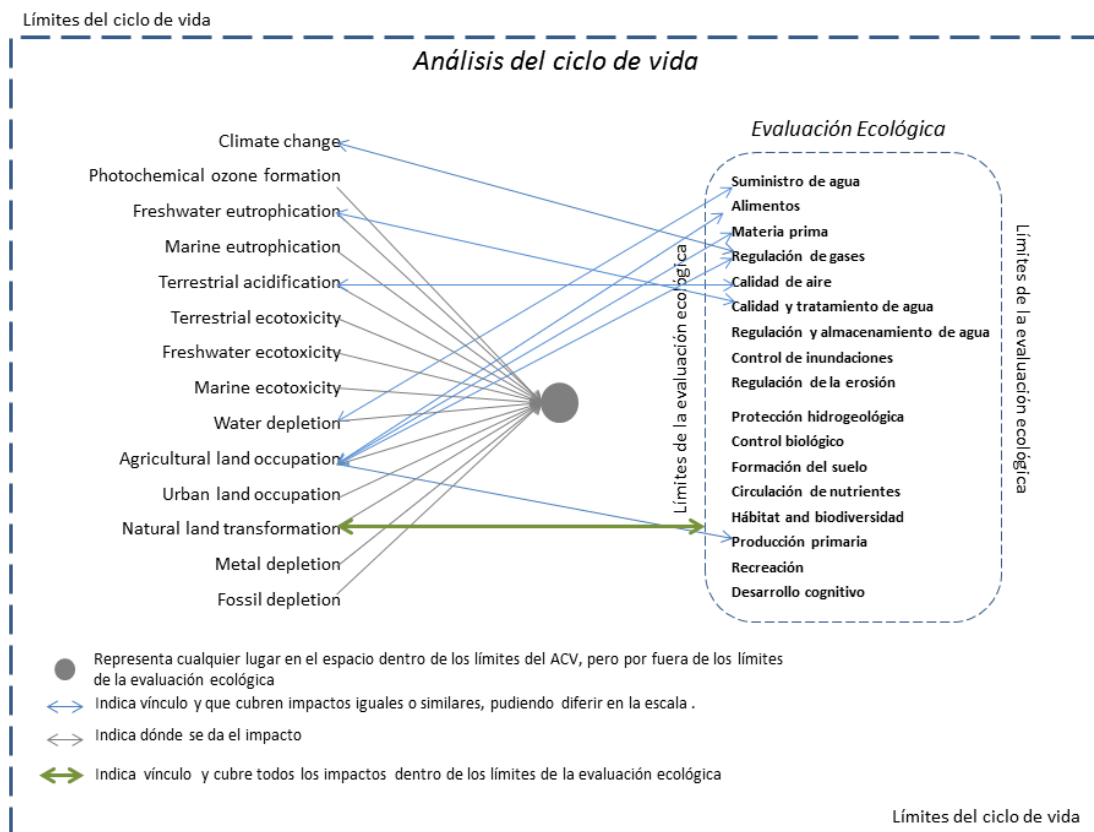 Límites del ciclo de vida
Análisis del ciclo de vida
Climate change
Photochemical ozone formation
Freshwater eutrophication
Marine eutrophication
Terrestrial acidification
Terrestrial ecotoxicity
Freshwater ecotoxicity
Marine ecotoxicity
Water depletion
Agricultural land occupation
Urban land occupation
Natural land transformation
Metal depletion
Fossil depletion
Límites de la evaluación ecológica
Evaluación Ecológica
Suministro de agua
Alimentos
Materia prima
Regulación de gases
Calidad de aire
Calidad y tratamiento de agua
Regulación y almacenamiento de agua
Control de inundaciones
Regulación de la erosión
Protección hidrogeológica
Control biológico
Formación del suelo
Circulación de nutrientes
Hábitat and biodiversidad
Producción primaria
Recreación
Desarrollo cognitivo
Límites de la evaluación ecológica
Representa cualquier lugar en el espacio dentro de los límites del ACV, pero por fuera de los límites
de la evaluación ecológica
Indica vínculo y que cubren impactos iguales o similares, pudiendo diferir en la escala .
Indica dónde se da el impacto
Indica vínculo y cubre todos los impactos dentro de los límites de la evaluación ecológica
Límites del ciclo de vida